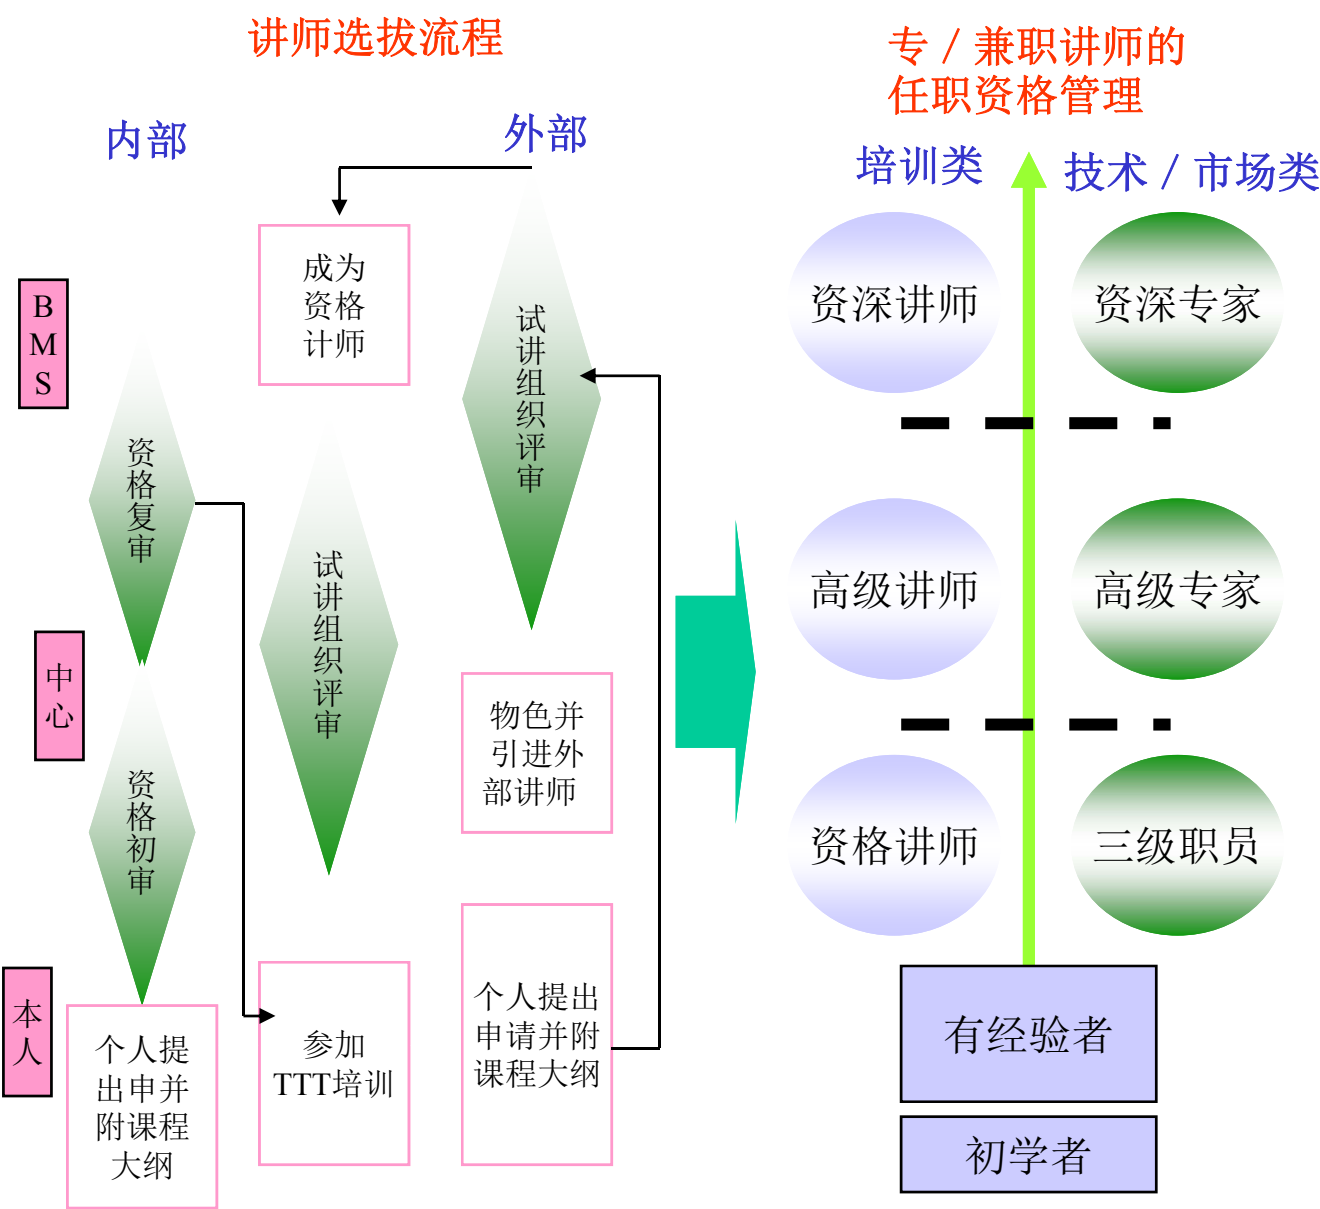 讲师选拔流程
内部
外部
B
M
S
中
心
本
人
资
格
复
审
资
格
初
审
个人提
出申并
附课程
大纲
成为
资格
计师
试
讲
组
织
评
审
参加
TTT培训
试
讲
组
织
评
审
物色并
引进外
部讲师
个人提出
申请并附
课程大纲
专/兼职讲师的
任职资格管理
培训类
技术/市场类
资深讲师
资深专家
高级讲师
高级专家
资格讲师
三级职员
有经验者
初学者